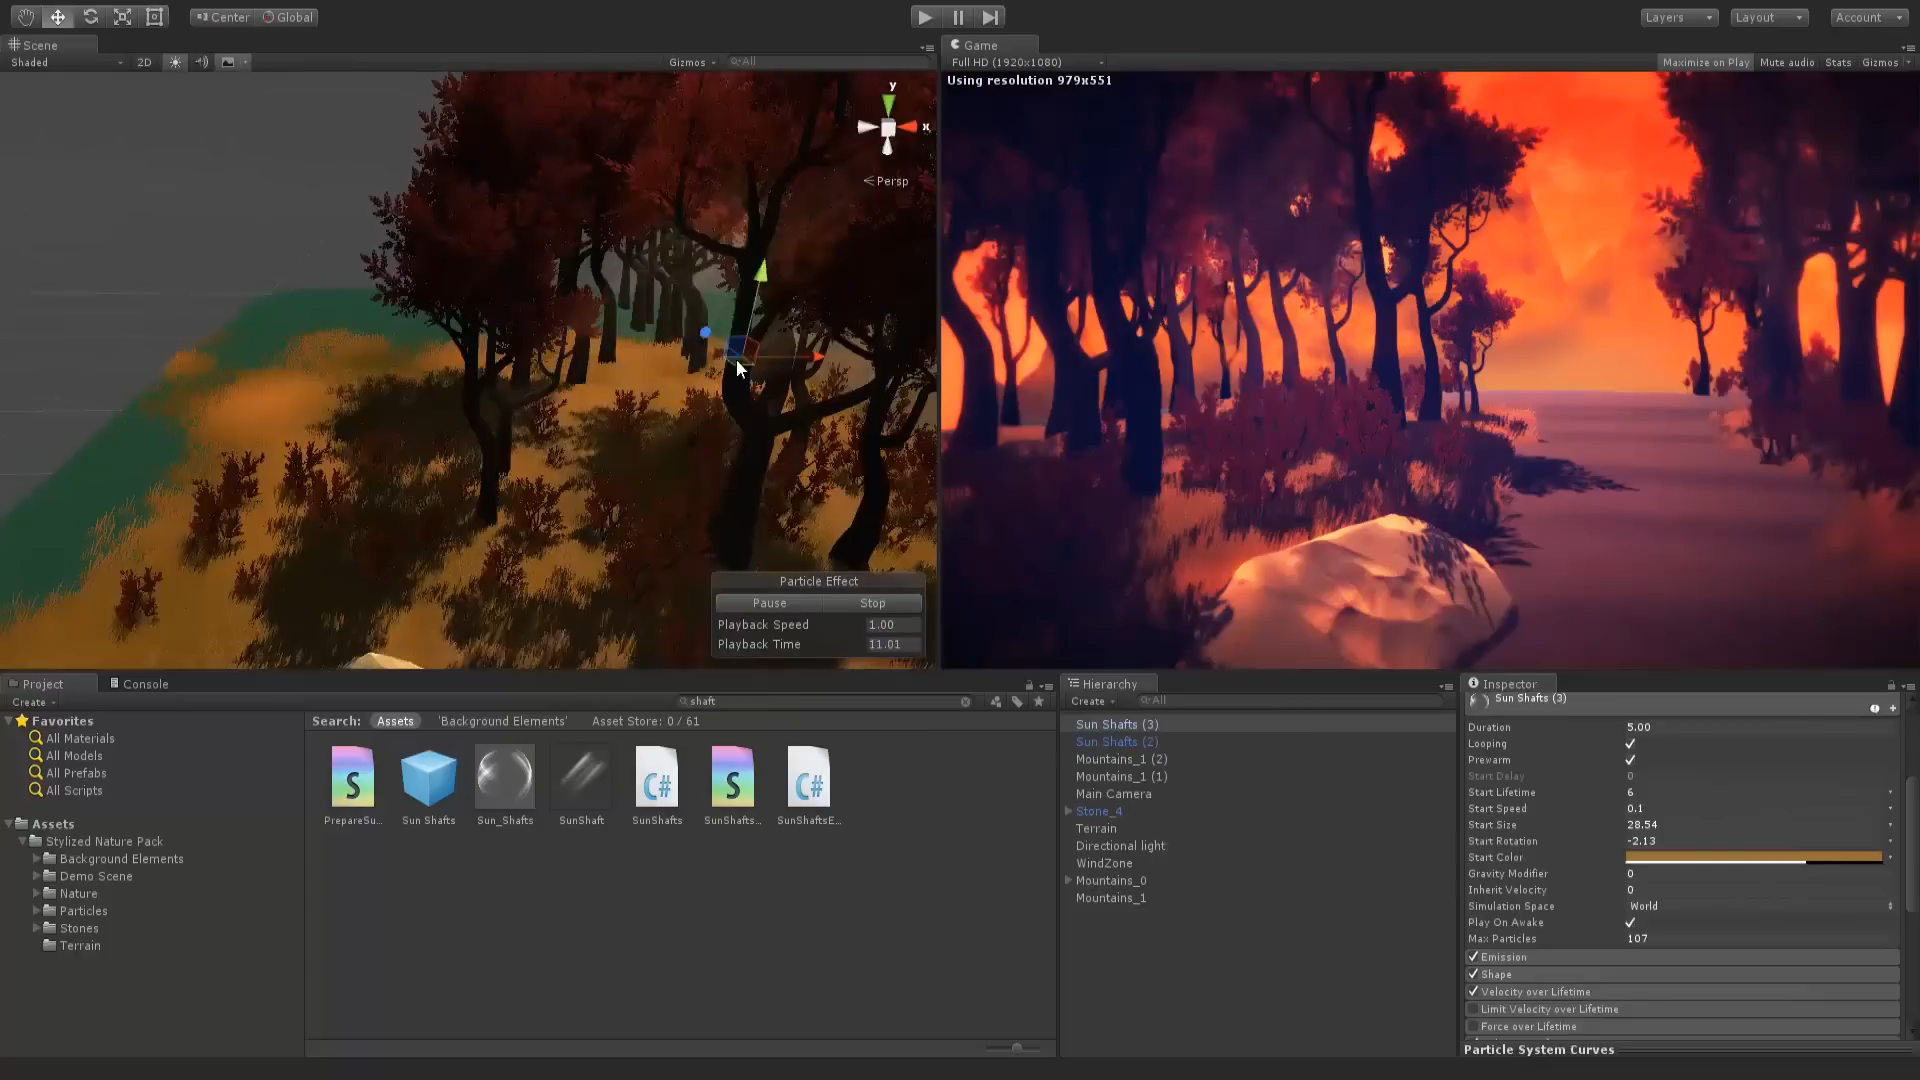 Center Global
Layers Layout Account
Scene
Shaded 2D Gizmos All
y
x
Persp
Particle Effect
Pause Stop
Playback Speed 1.00
Playback Time 11.01
Game
Full HD (1920x1080) Maximize on Play Mute audio Stats Gizmos
Using resolution 979x551
Project Console
Create shaft
Favorites
All Materials
All Models
All Prefabs
All Scripts
Assets
Stylized Nature Pack
Background Elements
Demo Scene
Nature
Particles
Stones
Terrain
Search: Assets 'Background Elements' Asset Store: 0 / 61
PrepareSu... Sun Shafts Sun_Shafts SunShaft SunShafts SunShafts... SunShaftsE...
Hierarchy
Create All
Sun Shafts (3)
Sun Shafts (2)
Mountains_1 (2)
Mountains_1 (1)
Main Camera
Stone_4
Terrain
Directional light
WindZone
Mountains_0
Mountains_1
Inspector
Sun Shafts (3)
Duration 5.00
Looping
Prewarm
Start Delay 0
Start Lifetime 6
Start Speed 0.1
Start Size 28.54
Start Rotation -2.13
Start Color
Gravity Modifier 0
Inherit Velocity 0
Simulation Space World
Play On Awake
Max Particles 107
Emission
Shape
Velocity over Lifetime
Limit Velocity over Lifetime
Force over Lifetime
Particle System Curves